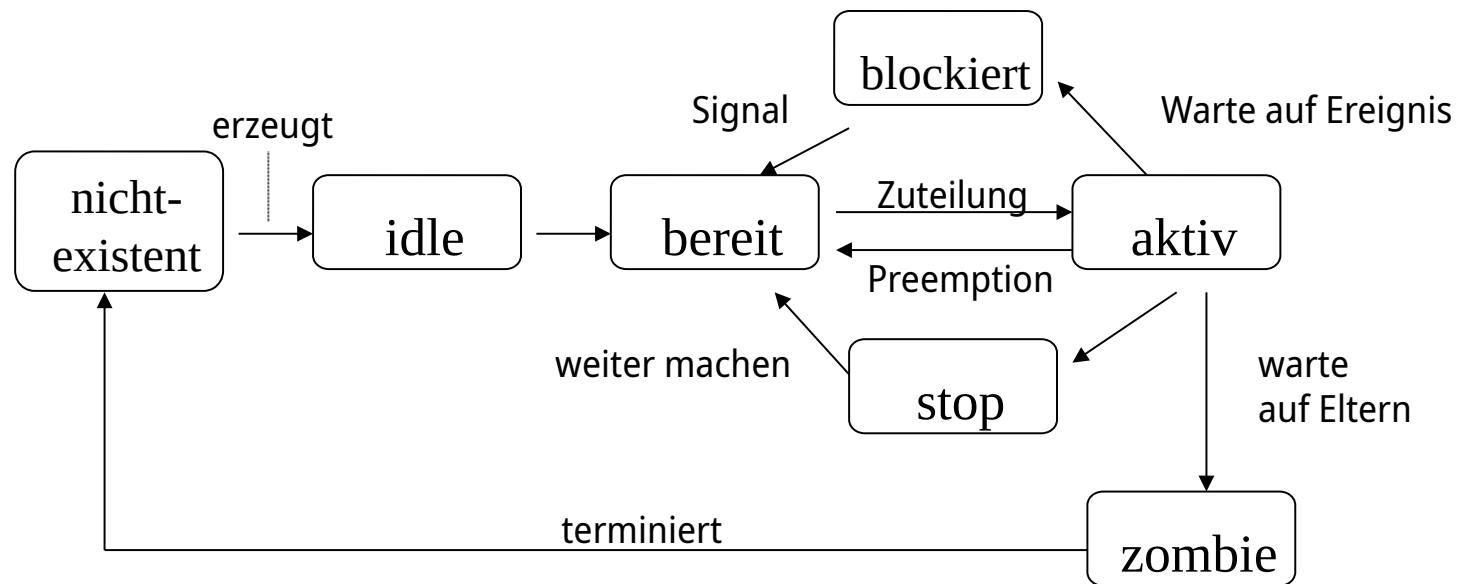 blockiert
Signal
Warte auf Ereignis
erzeugt
nicht-
existent
idle
bereit
Zuteilung
aktiv
Preemption
weiter machen
stop
warte
auf Eltern
terminiert
zombie